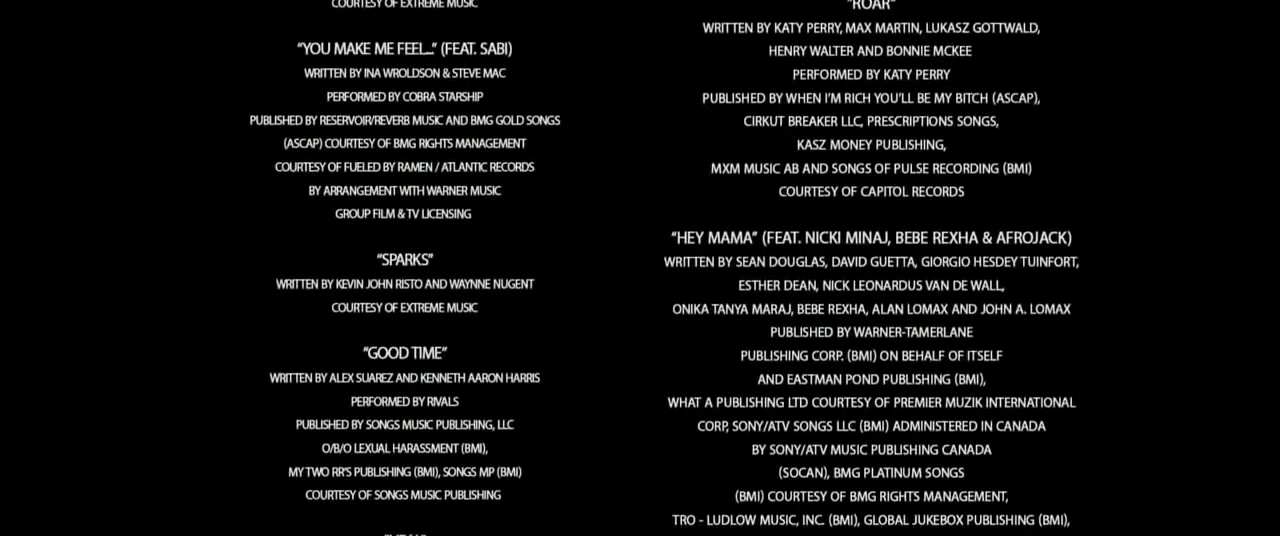 COURTESY OF EXTREME MUSIC
"YOU MAKE ME FEEL..." (FEAT. SABI)
WRITTEN BY INA WROLDSON & STEVE MAC
PERFORMED BY COBRA STARSHIP
PUBLISHED BY RESERVOIR/REVERB MUSIC AND BMG GOLD SONGS
(ASCAP) COURTESY OF BMG RIGHTS MANAGEMENT
COURTESY OF FUELED BY RAMEN / ATLANTIC RECORDS
BY ARRANGEMENT WITH WARNER MUSIC
GROUP FILM & TV LICENSING
"SPARKS"
WRITTEN BY KEVIN JOHN RISTO AND WAYNNE NUGENT
COURTESY OF EXTREME MUSIC
"GOOD TIME"
WRITTEN BY ALEX SUAREZ AND KENNETH AARON HARRIS
PERFORMED BY RIVALS
PUBLISHED BY SONGS MUSIC PUBLISHING, LLC
O/B/O LEXUAL HARASSMENT (BMI),
MY TWO RR'S PUBLISHING (BMI), SONGS MP (BMI)
COURTESY OF SONGS MUSIC PUBLISHING
"ROAR"
WRITTEN BY KATY PERRY, MAX MARTIN, LUKASZ GOTTWALD,
HENRY WALTER AND BONNIE MCKEE
PERFORMED BY KATY PERRY
PUBLISHED BY WHEN I'M RICH YOU'LL BE MY BITCH (ASCAP),
CIRKUT BREAKER LLC, PRESCRIPTIONS SONGS,
KASZ MONEY PUBLISHING,
MXM MUSIC AB AND SONGS OF PULSE RECORDING (BMI)
COURTESY OF CAPITOL RECORDS
"HEY MAMA" (FEAT. NICKI MINAJ, BEBE REXHA & AFROJACK)
WRITTEN BY SEAN DOUGLAS, DAVID GUETTA, GIORGIO HESDEY TUINFORT,
ESTHER DEAN, NICK LEONARDUS VAN DE WALL,
ONIKA TANYA MARAJ, BEBE REXHA, ALAN LOMAX AND JOHN A. LOMAX
PUBLISHED BY WARNER-TAMERLANE
PUBLISHING CORP. (BMI) ON BEHALF OF ITSELF
AND EASTMAN POND PUBLISHING (BMI),
WHAT A PUBLISHING LTD COURTESY OF PREMIER MUZIK INTERNATIONAL
CORP, SONY/ATV SONGS LLC (BMI) ADMINISTERED IN CANADA
BY SONY/ATV MUSIC PUBLISHING CANADA
(SOCAN), BMG PLATINUM SONGS
(BMI) COURTESY OF BMG RIGHTS MANAGEMENT,
TRO - LUDLOW MUSIC, INC. (BMI), GLOBAL JUKEBOX PUBLISHING (BMI),